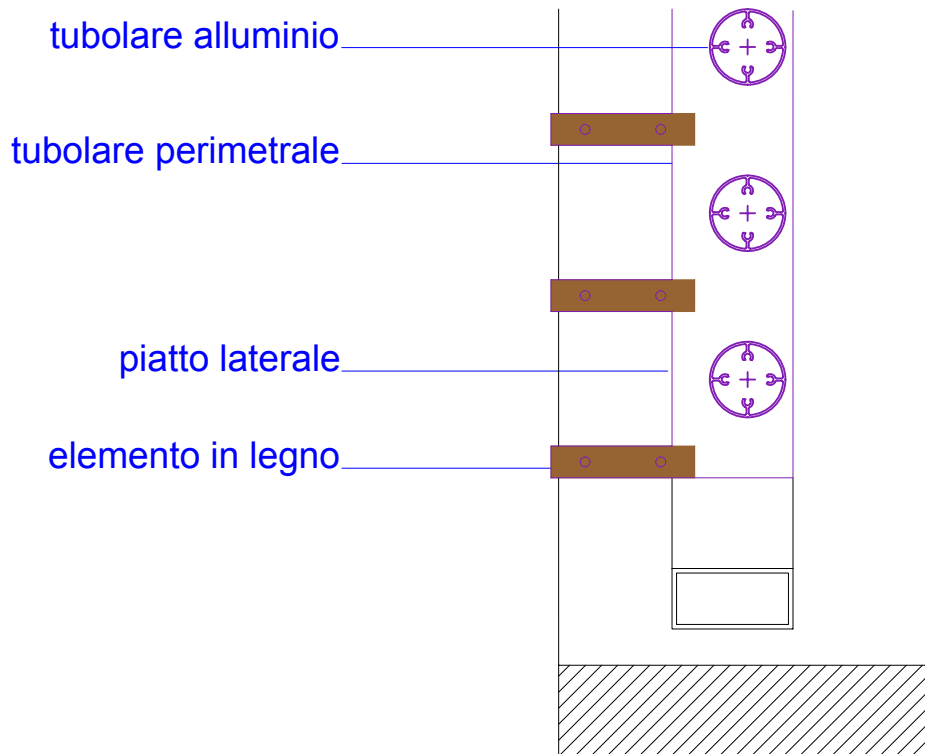 tubolare alluminio
tubolare perimetrale
piatto laterale
elemento in legno